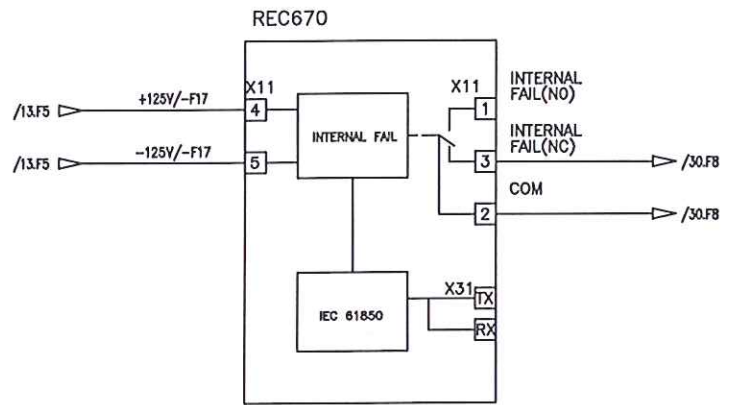 REC670
X11
X11
INTERNAL
FAIL(NO)
/13.F5
+125V/-F17
4
1
INTERNAL FAIL
INTERNAL
FAIL(NC)
/13.F5
-125V/-F17
5
3
/30.F8
COM
2
/30.F8
X31
TX
IEC 61850
RX